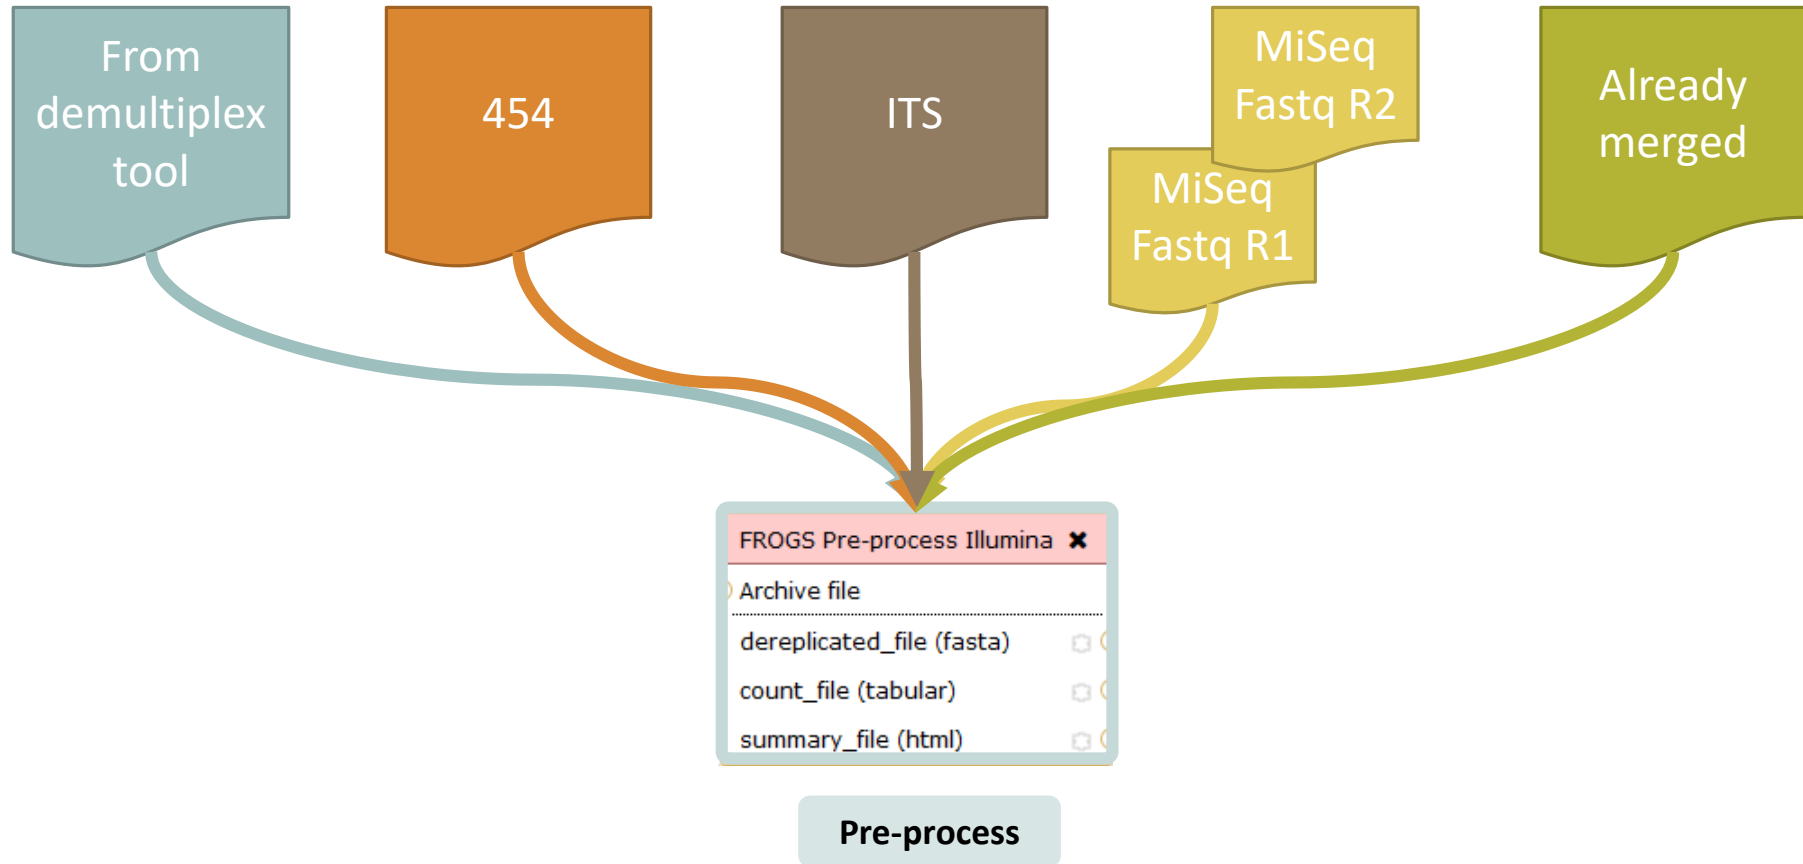 From
demultiplex
tool
454
ITS
MiSeq
Fastq R2
MiSeq
Fastq R1
Already
merged
FROGS Pre-process Illumina ✖
Archive file
dereplicated_file (fasta)
count_file (tabular)
summary_file (html)
Pre-process